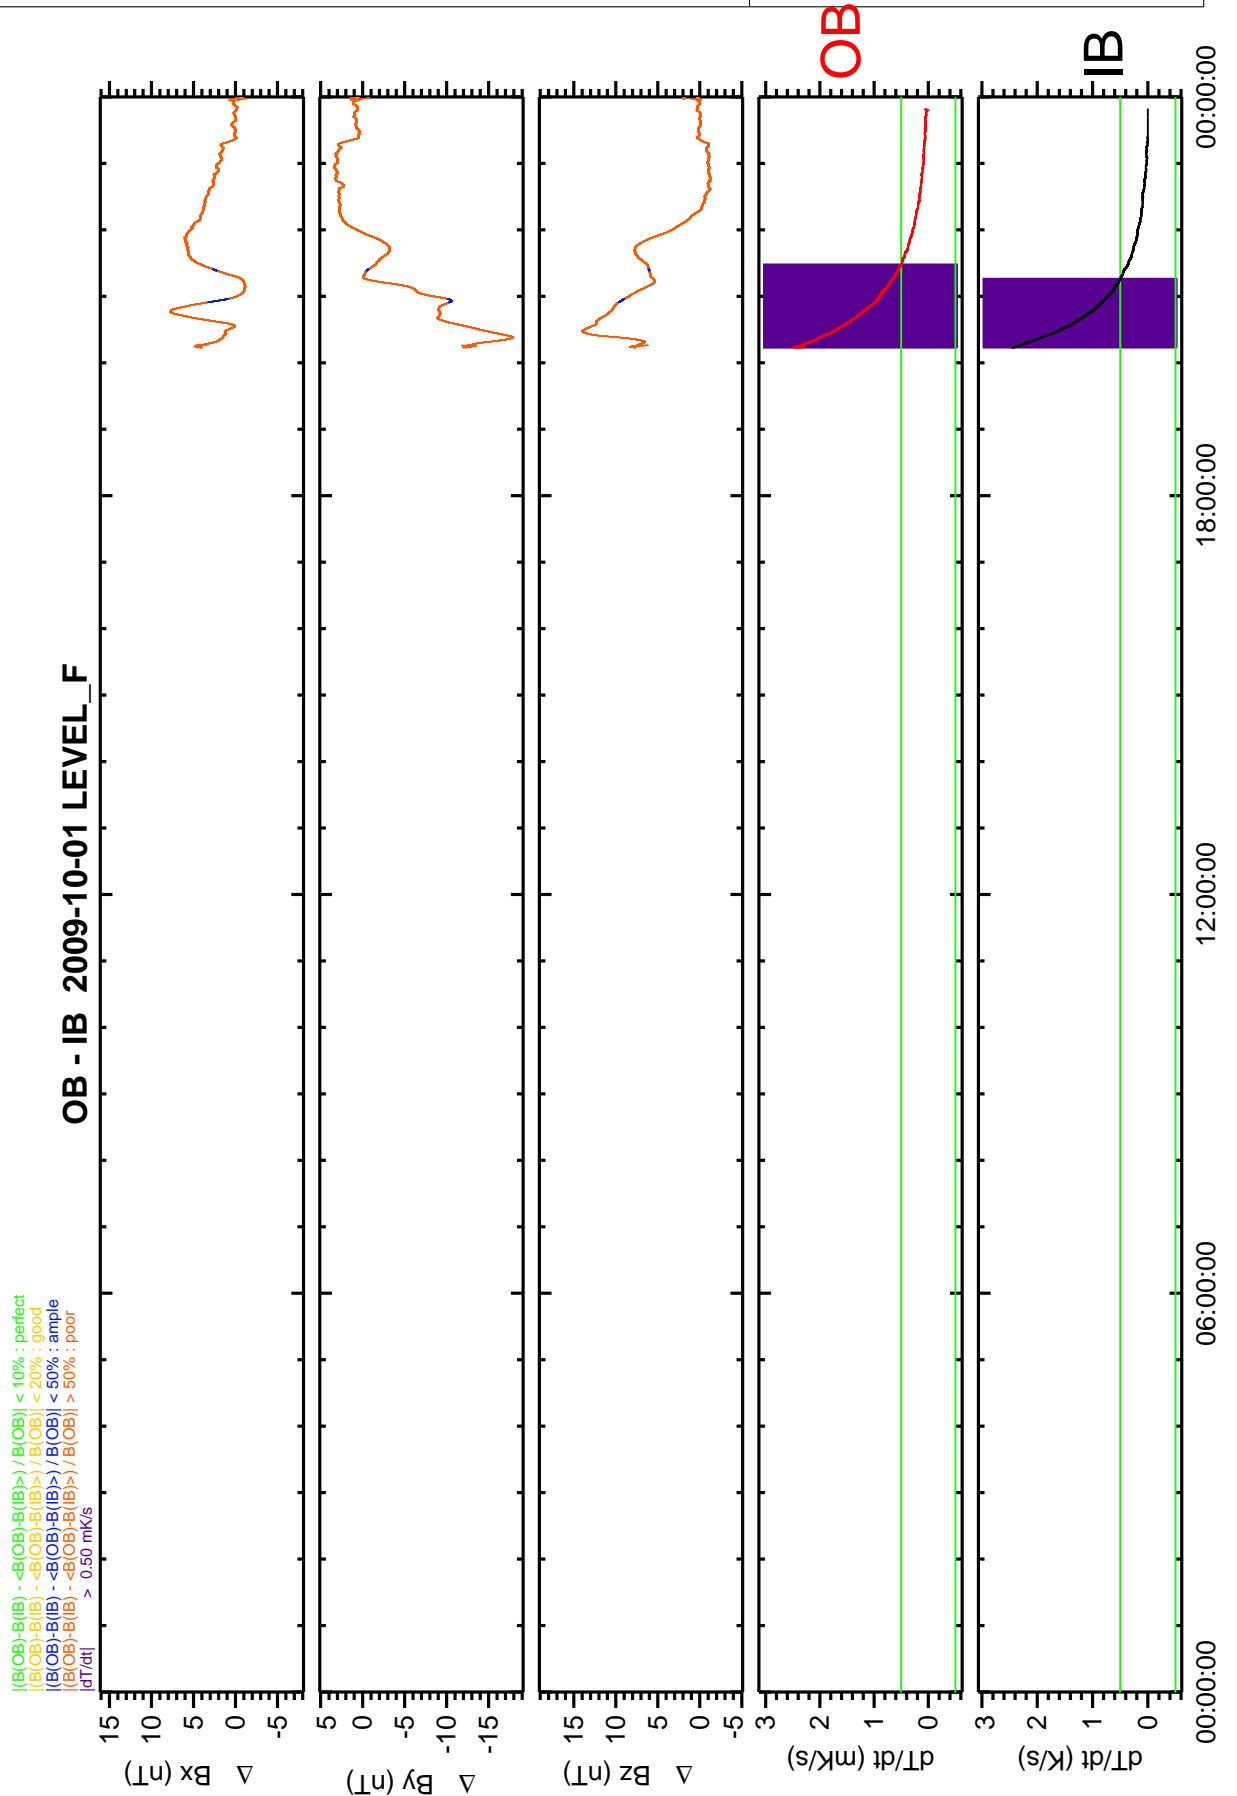 |(B(OB)-B(IB) - <B(OB)-B(IB)>) / B(OB)| < 10% : perfect
|(B(OB)-B(IB) - <B(OB)-B(IB)>) / B(OB)| < 20% : good
|(B(OB)-B(IB) - <B(OB)-B(IB)>) / B(OB)| < 50% : ample
|(B(OB)-B(IB) - <B(OB)-B(IB)>) / B(OB)| > 50% : poor
|dT/dt| > 0.50 mK/s
OB - IB 2009-10-01 LEVEL_F
Δ Bx (nT)
15
10
5
0
-5
Δ By (nT)
5
0
-5
-10
-15
Δ Bz (nT)
15
10
5
0
-5
dT/dt (mK/s)
3
2
1
0
OB
dT/dt (K/s)
3
2
1
0
IB
00:00:00 06:00:00 12:00:00 18:00:00 00:00:00